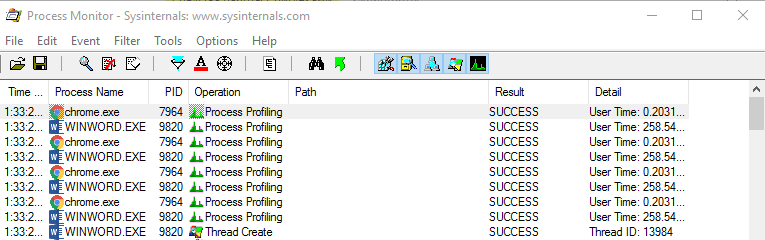 Process Monitor - Sysinternals: www.sysinternals.com
File Edit Event Filter Tools Options Help
Time ... Process Name PID Operation Path Result Detail
1:33:2... chrome.exe 7964 Process Profiling SUCCESS User Time: 0.2031...
1:33:2... WINWORD.EXE 9820 Process Profiling SUCCESS User Time: 258.54...
1:33:2... chrome.exe 7964 Process Profiling SUCCESS User Time: 0.2031...
1:33:2... WINWORD.EXE 9820 Process Profiling SUCCESS User Time: 258.54...
1:33:2... chrome.exe 7964 Process Profiling SUCCESS User Time: 0.2031...
1:33:2... WINWORD.EXE 9820 Process Profiling SUCCESS User Time: 258.54...
1:33:2... chrome.exe 7964 Process Profiling SUCCESS User Time: 0.2031...
1:33:2... WINWORD.EXE 9820 Process Profiling SUCCESS User Time: 258.54...
1:33:2... WINWORD.EXE 9820 Thread Create SUCCESS Thread ID: 13984